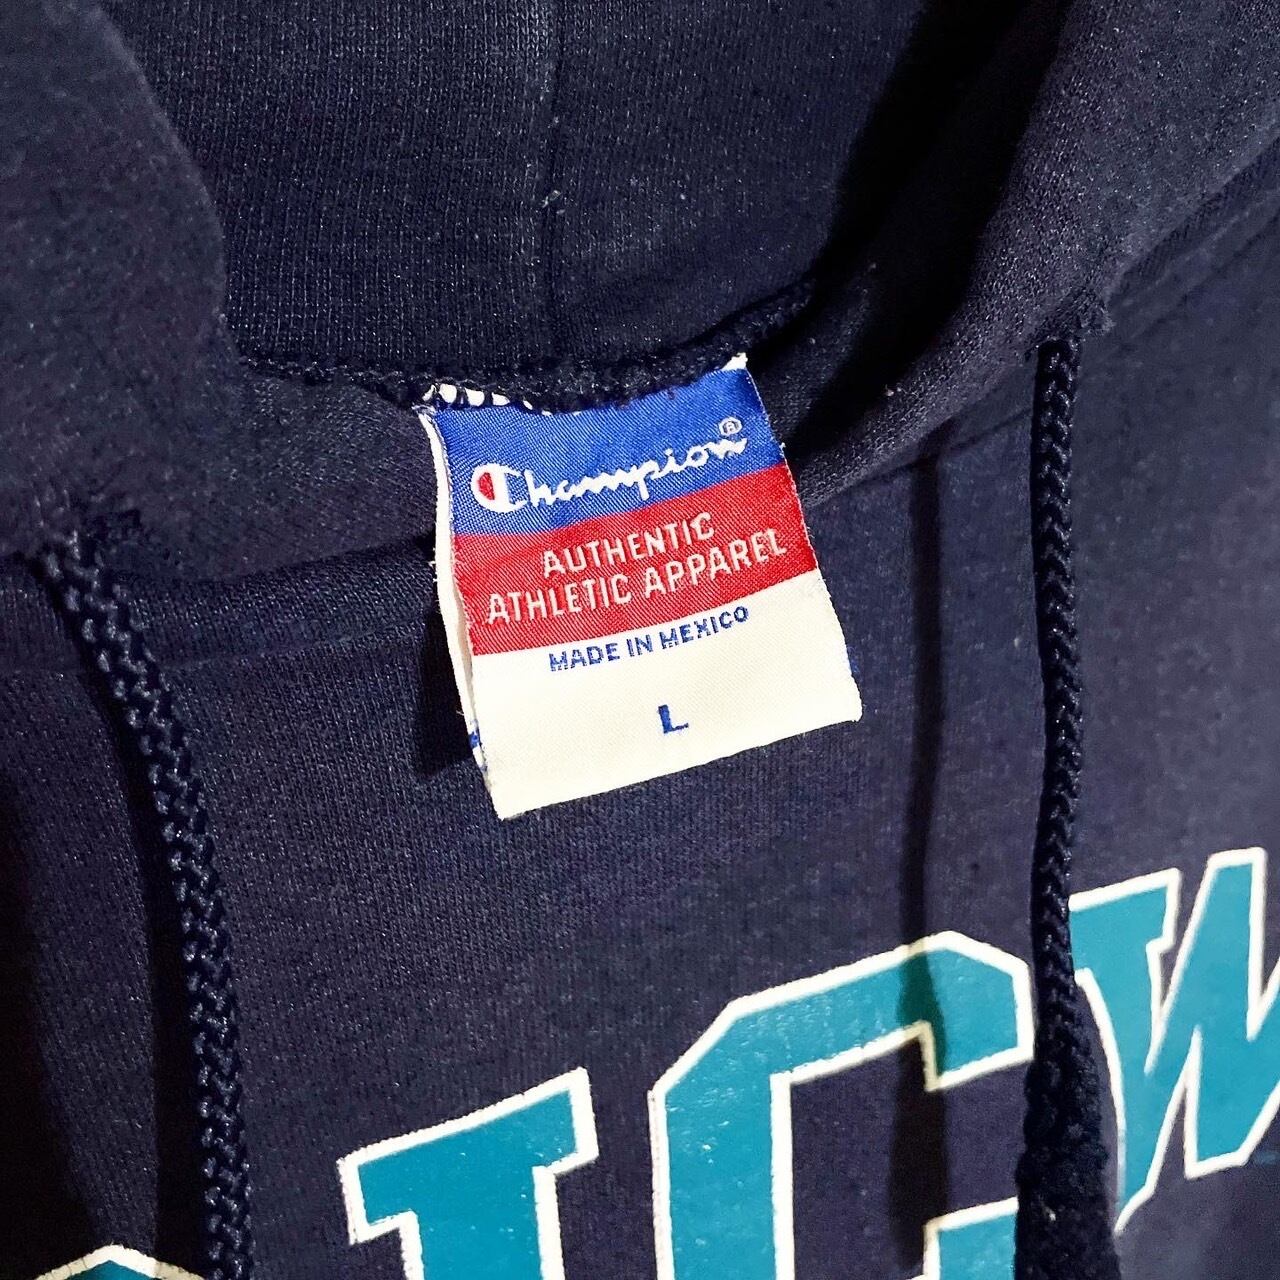 Champion®
AUTHENTIC
ATHLETIC APPAREL
MADE IN MEXICO
L